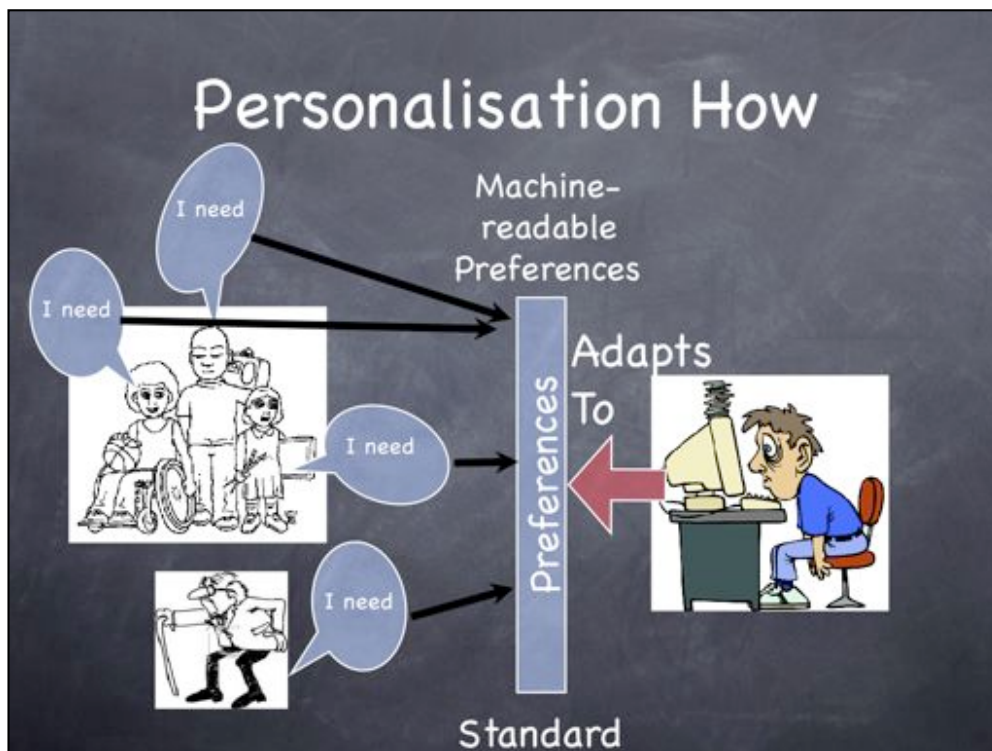 Personalisation How
Machine-
readable
Preferences
I need
I need
I need
I need
Preferences
Adapts
To
Standard